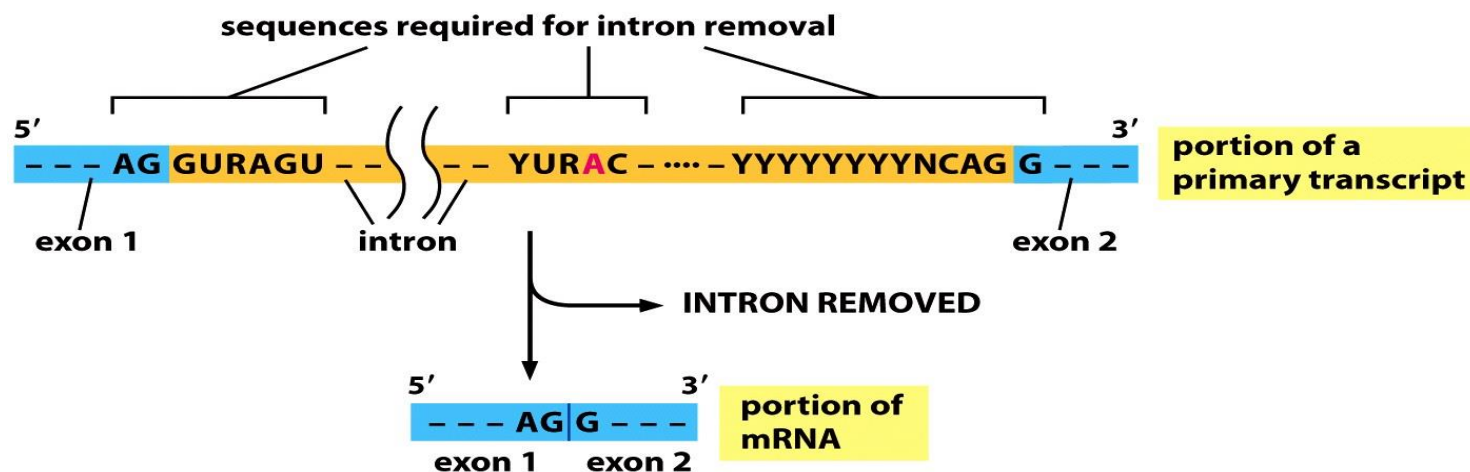 sequences required for intron removal
5′ 3′
– – – AG GURAGU – – – – YURAC – ···· – YYYYYYYYNCAG G – – –
portion of a
primary transcript
exon 1 intron exon 2
INTRON REMOVED
5′ 3′
– – – AG G – – –
portion of
mRNA
exon 1 exon 2